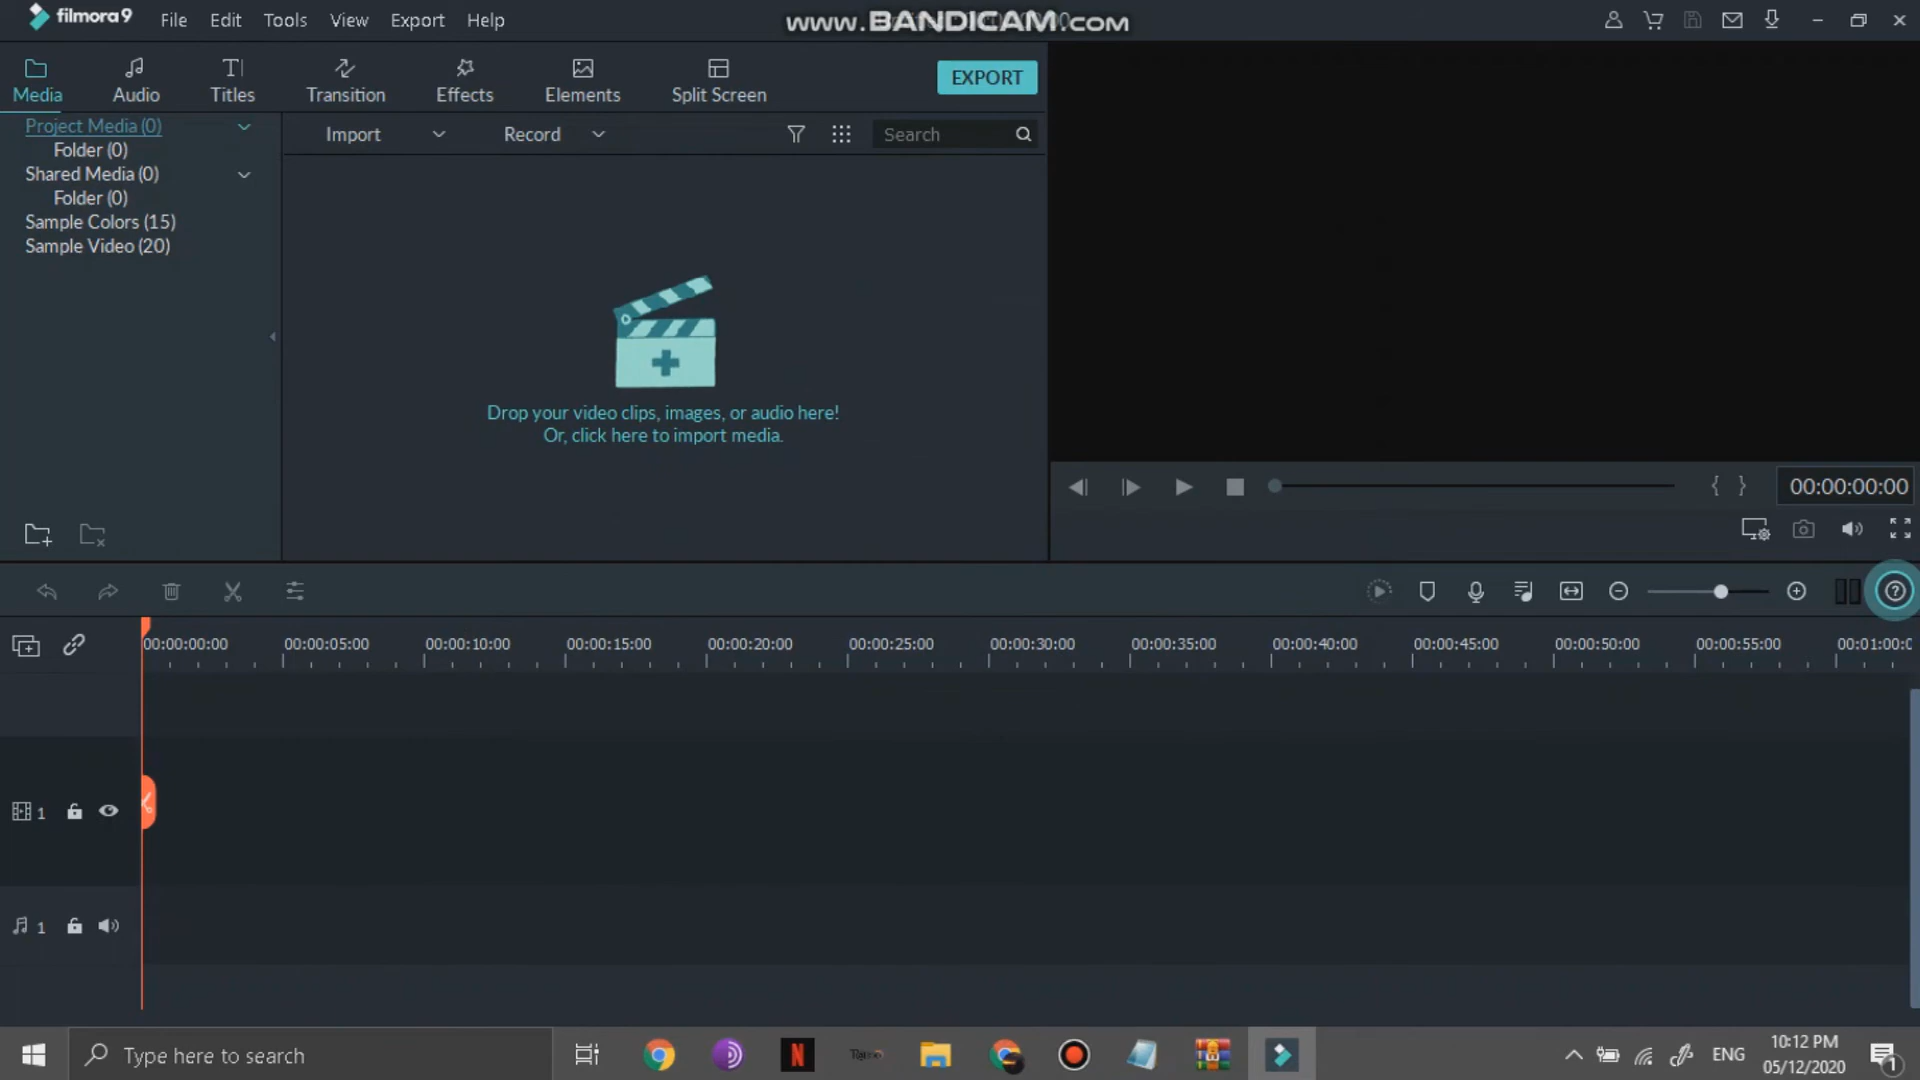 filmora9 File Edit Tools View Export Help
www.BANDICAM.com
Media Audio Titles Transition Effects Elements Split Screen EXPORT
Project Media (0)
Folder (0)
Shared Media (0)
Folder (0)
Sample Colors (15)
Sample Video (20)
Import Record Search
Drop your video clips, images, or audio here!
Or, click here to import media.
{ } 00:00:00:00
00:00:00:00 00:00:05:00 00:00:10:00 00:00:15:00 00:00:20:00 00:00:25:00 00:00:30:00 00:00:35:00 00:00:40:00 00:00:45:00 00:00:50:00 00:00:55:00 00:01:00:0
1
1
Type here to search
N
ENG
10:12 PM
05/12/2020
1